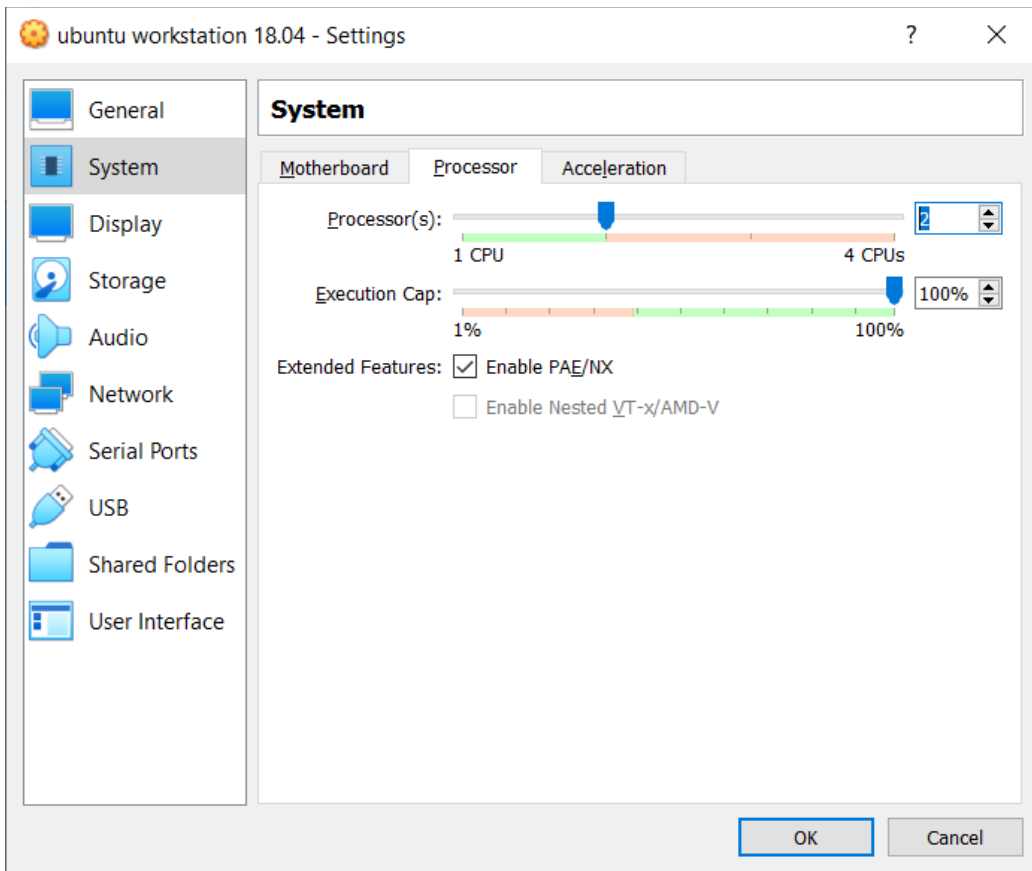 ubuntu workstation 18.04 - Settings
?
General
System
Display
Storage
Audio
Network
Serial Ports
USB
Shared Folders
User Interface
System
Motherboard Processor Acceleration
Processor(s): 2
1 CPU 4 CPUs
Execution Cap: 100%
1% 100%
Extended Features: Enable PAE/NX
Enable Nested VT-x/AMD-V
OK Cancel